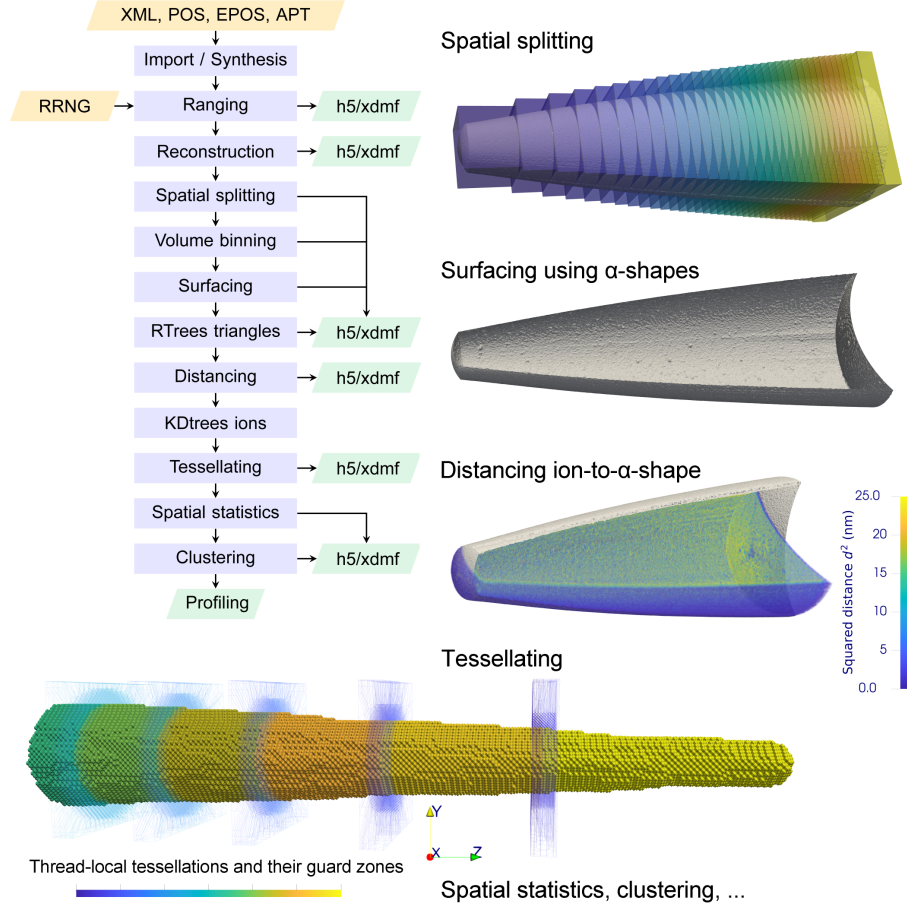 XML, POS, EPOS, APT
Import / Synthesis
RRNG
Ranging
h5/xdmf
Reconstruction
h5/xdmf
Spatial splitting
Volume binning
Surfacing
RTrees triangles
h5/xdmf
Distancing
h5/xdmf
KDtrees ions
Tessellating
h5/xdmf
Spatial statistics
Clustering
h5/xdmf
Profiling
Spatial splitting
Surfacing using α-shapes
Distancing ion-to-α-shape
25.0
20
15
10
5
0.0
Squared distance d² (nm)
Tessellating
Y
X
Z
Thread-local tessellations and their guard zones
Spatial statistics, clustering, ...